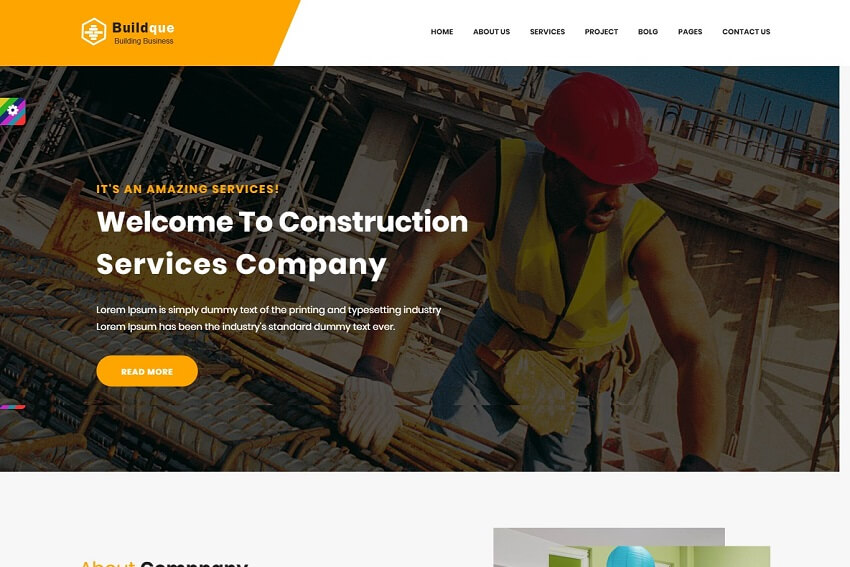 Buildque
Building Business
HOME ABOUT US SERVICES PROJECT BOLG PAGES CONTACT US
IT'S AN AMAZING SERVICES!
Welcome To Construction
Services Company
Lorem Ipsum is simply dummy text of the printing and typesetting industry
Lorem Ipsum has been the industry's standard dummy text ever.
READ MORE
About Compnany